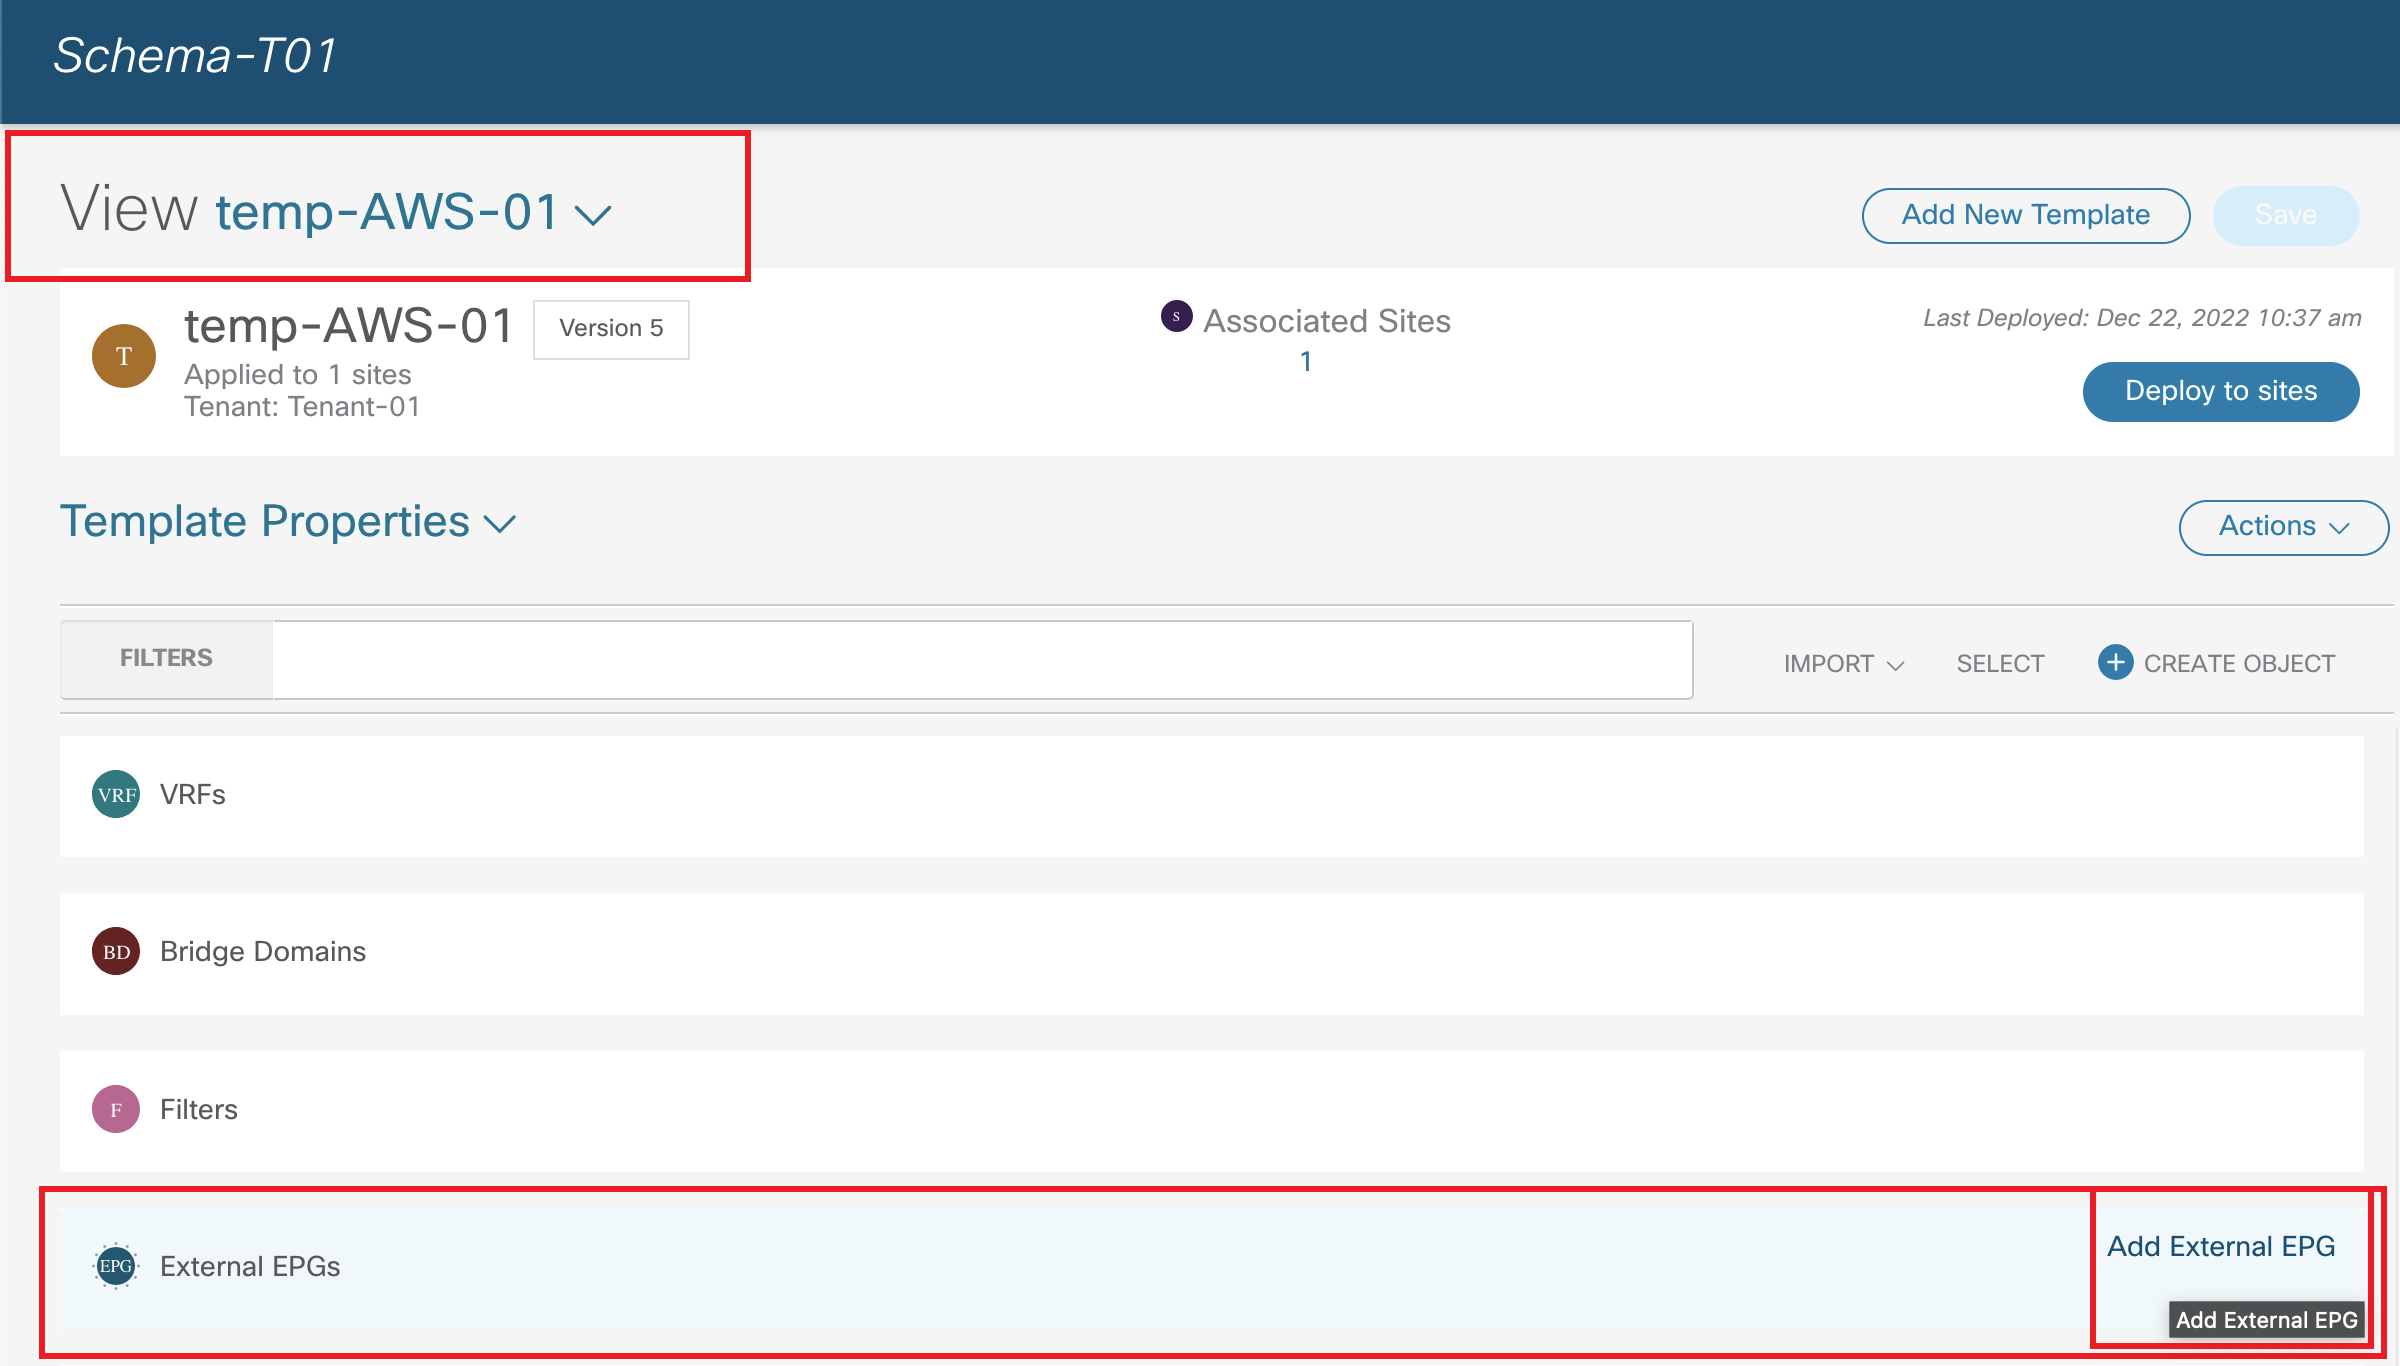 Schema-T01
View temp-AWS-01
Add New Template
Save
T
temp-AWS-01
Version 5
Applied to 1 sites
Tenant: Tenant-01
S
Associated Sites
1
Last Deployed: Dec 22, 2022 10:37 am
Deploy to sites
Template Properties
Actions
FILTERS
IMPORT
SELECT
+ CREATE OBJECT
VRF VRFs
BD Bridge Domains
F Filters
EPG External EPGs
Add External EPG
Add External EPG